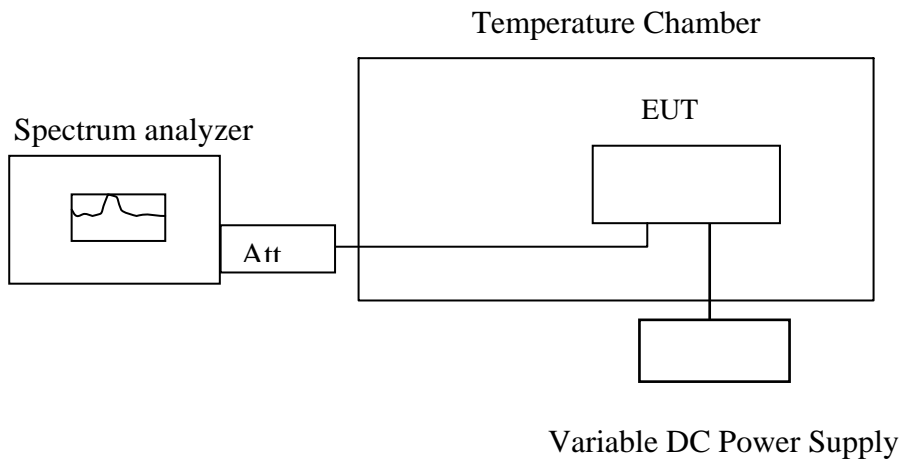 Temperature Chamber
EUT
Spectrum analyzer
Att
Variable DC Power Supply